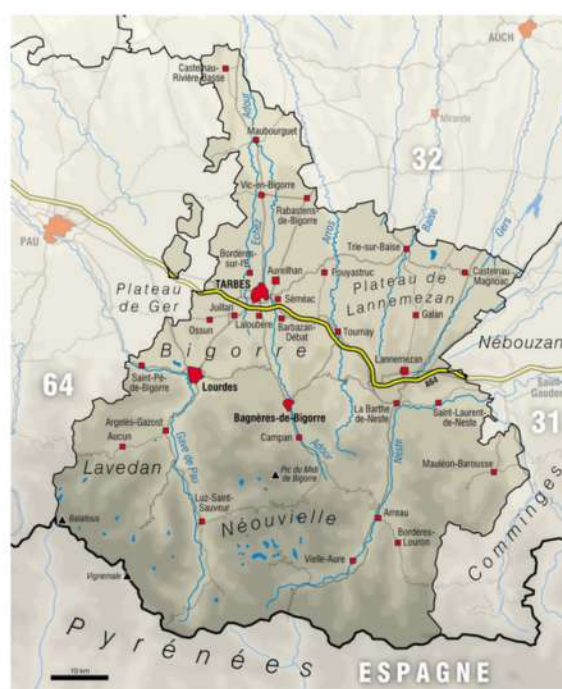 AUCH
Castelnau-
Rivière-Basse
Adour
Mirande
Maubourguet
32
Vic-en-Bigorre
Rabastens-
de-Bigorre
Echez
Arros
Baïse
Gers
PAU
Trie-sur-Baïse
Bordères-
sur-l'E.
Aureilhan
Pouyastruc
Castelnau
Magnoac
Plateau
de Ger
TARBES
Séméac
Plateau de
Lannemezan
Juillan
Laloubère
Barbazan-
Débat
Galan
Ossun
Tournay
Bigorre
Nébouzan
Lannemezan
A64
64
Saint-Pé-
de-Bigorre
Lourdes
Saint-
Gaudens
Bagnères-de-Bigorre
La Barthe
de-Neste
Saint-Laurent-
de-Neste
31
Argelès-Gazost
Aucun
Campan
Adour
Neste
Gave de Pau
Lavedan
Pic du Midi
de Bigorre
Mauléon-Barousse
Comminges
Luz-Saint-
Sauveur
Néouvielle
Arreau
Balaïtous
Bordères-
Louron
Vielle-Aure
Vignemale
Pyrénées
10 km
ESPAGNE